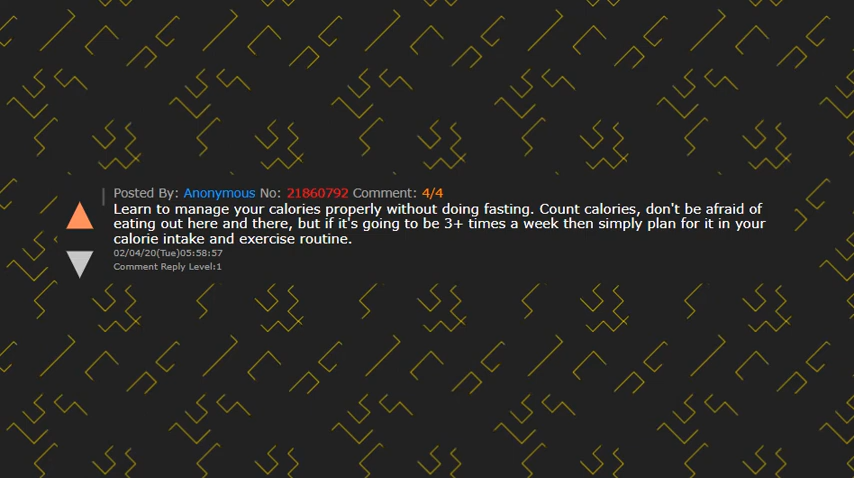 Posted By: Anonymous No: 21860792 Comment: 4/4
Learn to manage your calories properly without doing fasting. Count calories, don't be afraid of
eating out here and there, but if it's going to be 3+ times a week then simply plan for it in your
calorie intake and exercise routine.
02/04/20(Tue)05:58:57
Comment Reply Level:1